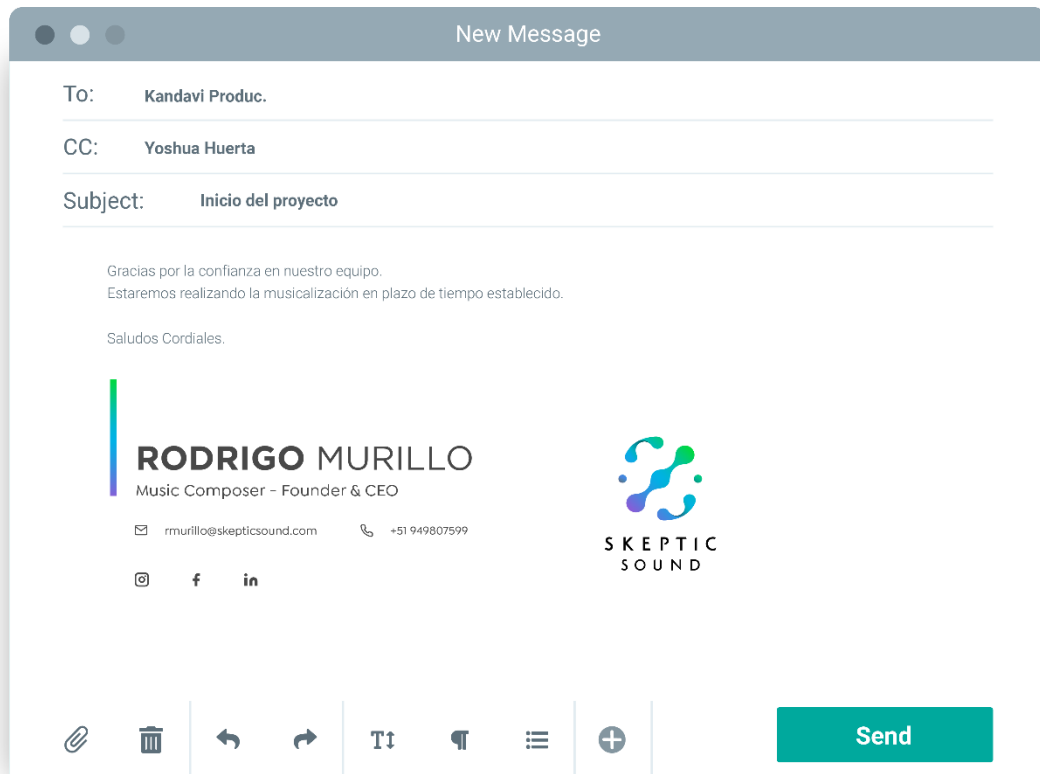 New Message
To: Kandavi Produc.
CC: Yoshua Huerta
Subject: Inicio del proyecto
Gracias por la confianza en nuestro equipo.
Estaremos realizando la musicalización en plazo de tiempo establecido.
Saludos Cordiales.
RODRIGO MURILLO
Music Composer - Founder & CEO
rmurillo@skepticsound.com +51 949807599
SKEPTIC
SOUND
Send